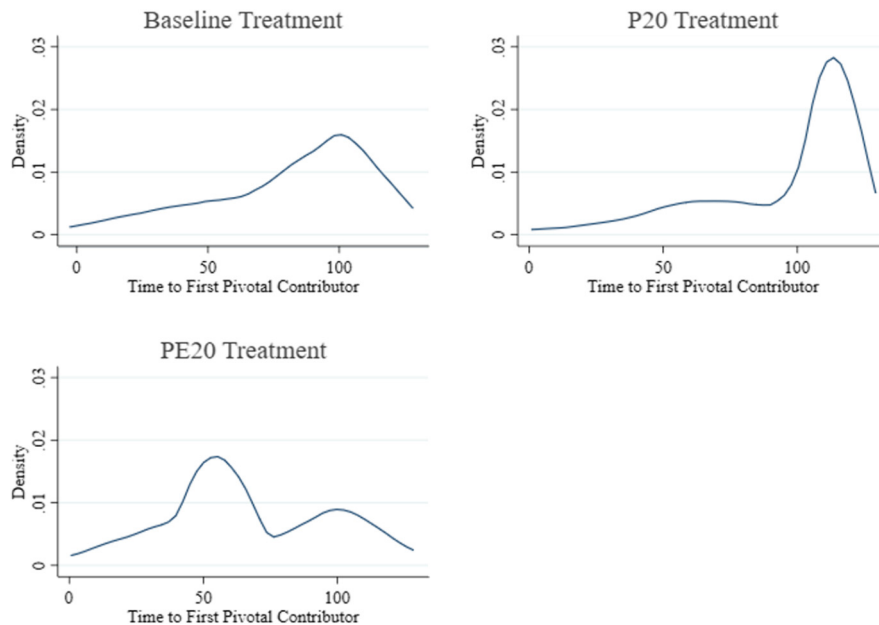 Baseline Treatment
.03
.02
.01
0
Density
0 50 100
Time to First Pivotal Contributor
P20 Treatment
.03
.02
.01
0
Density
0 50 100
Time to First Pivotal Contributor
PE20 Treatment
.03
.02
.01
0
Density
0 50 100
Time to First Pivotal Contributor